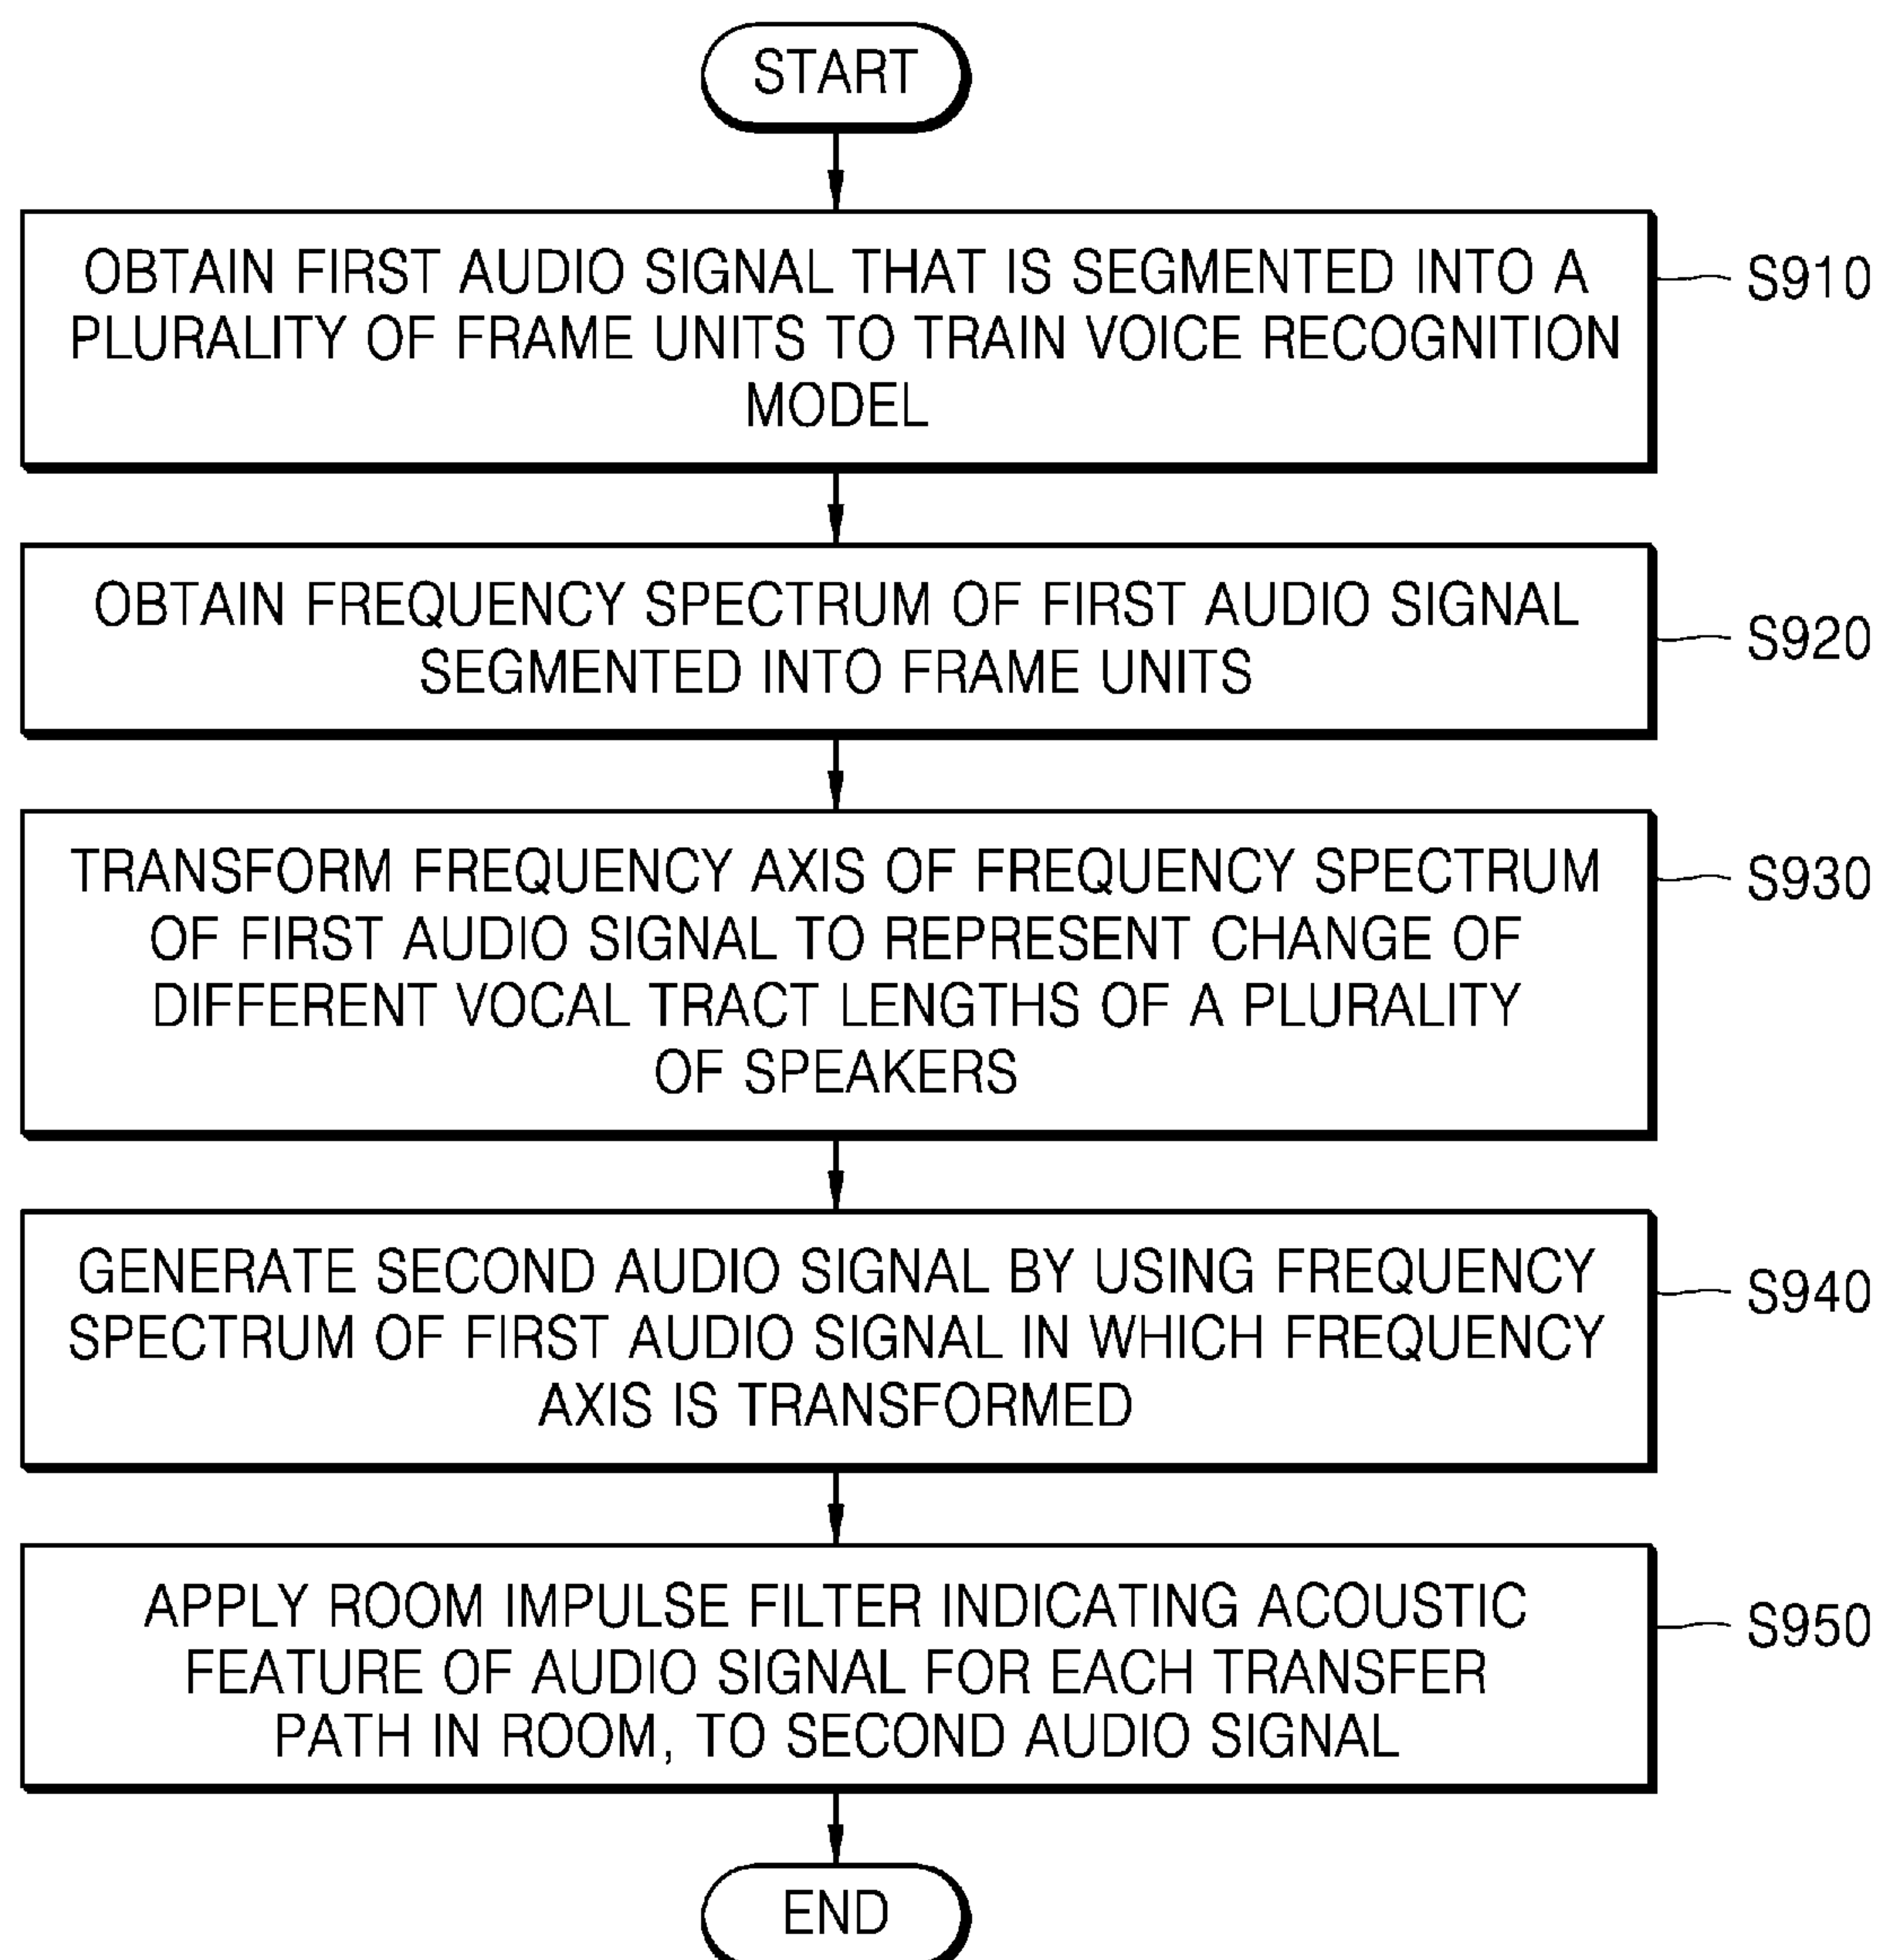 START
OBTAIN FIRST AUDIO SIGNAL THAT IS SEGMENTED INTO A
PLURALITY OF FRAME UNITS TO TRAIN VOICE RECOGNITION
MODEL
S910
OBTAIN FREQUENCY SPECTRUM OF FIRST AUDIO SIGNAL
SEGMENTED INTO FRAME UNITS
S920
TRANSFORM FREQUENCY AXIS OF FREQUENCY SPECTRUM
OF FIRST AUDIO SIGNAL TO REPRESENT CHANGE OF
DIFFERENT VOCAL TRACT LENGTHS OF A PLURALITY
OF SPEAKERS
S930
GENERATE SECOND AUDIO SIGNAL BY USING FREQUENCY
SPECTRUM OF FIRST AUDIO SIGNAL IN WHICH FREQUENCY
AXIS IS TRANSFORMED
S940
APPLY ROOM IMPULSE FILTER INDICATING ACOUSTIC
FEATURE OF AUDIO SIGNAL FOR EACH TRANSFER
PATH IN ROOM, TO SECOND AUDIO SIGNAL
S950
END